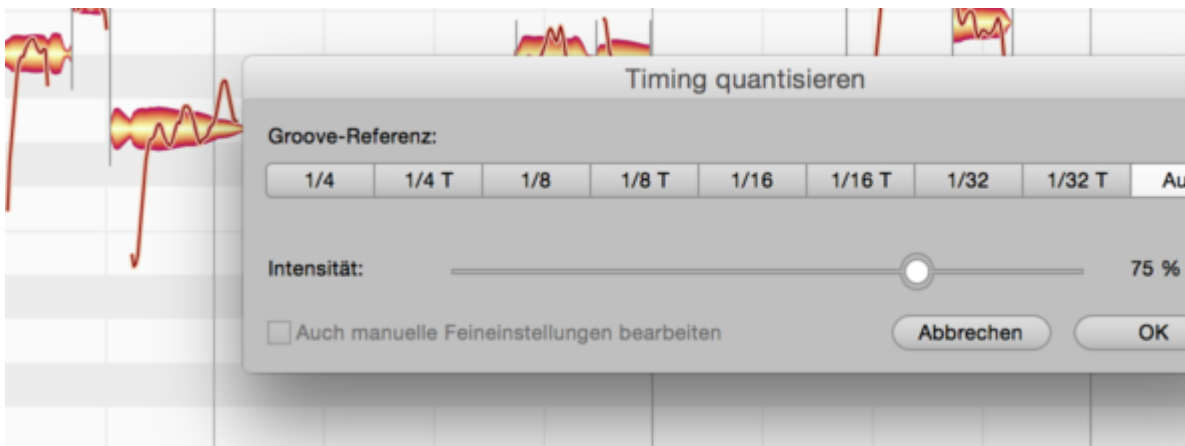 Timing quantisieren
Groove-Referenz:
1/4 1/4 T 1/8 1/8 T 1/16 1/16 T 1/32 1/32 T
Intensität: 75 %
Auch manuelle Feineinstellungen bearbeiten Abbrechen OK